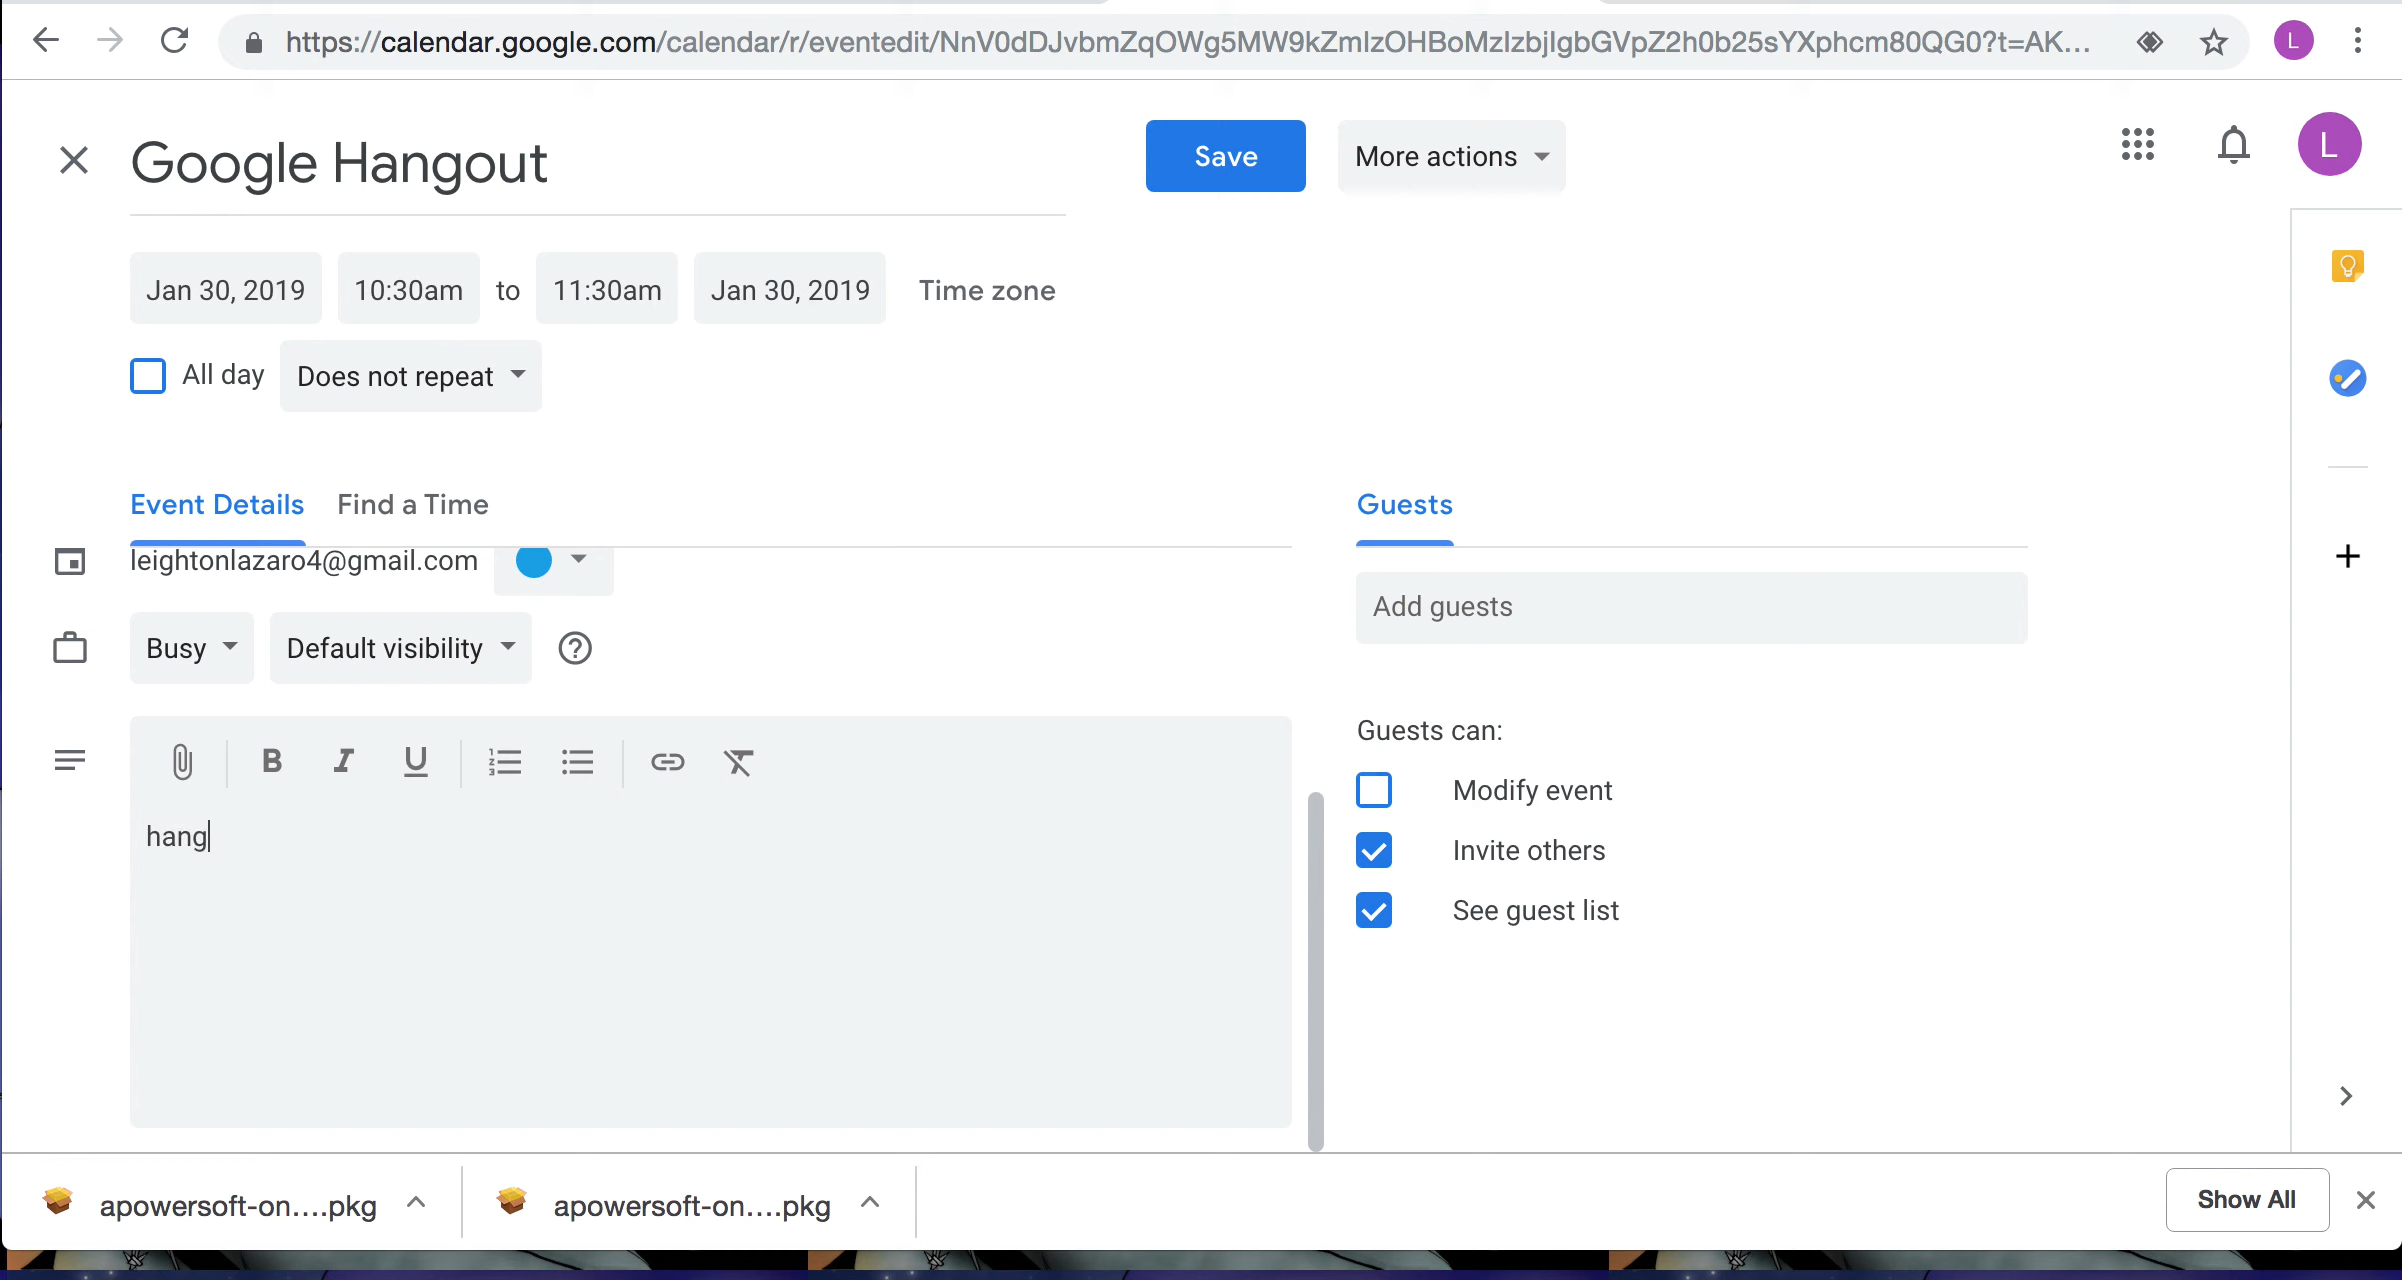 https://calendar.google.com/calendar/r/eventedit/NnV0dDJvbmZqOWg5MW9kZmIzOHBoMzIzbjlgbGVpZ2h0b25sYXphcm80QG0?t=AK...
L
Google Hangout
Save
More actions
L
Jan 30, 2019
10:30am
to
11:30am
Jan 30, 2019
Time zone
All day
Does not repeat
Event Details
Find a Time
Guests
leightonlazaro4@gmail.com
Add guests
Busy
Default visibility
Guests can:
B I U
hang
Modify event
Invite others
See guest list
apowersoft-on....pkg
apowersoft-on....pkg
Show All